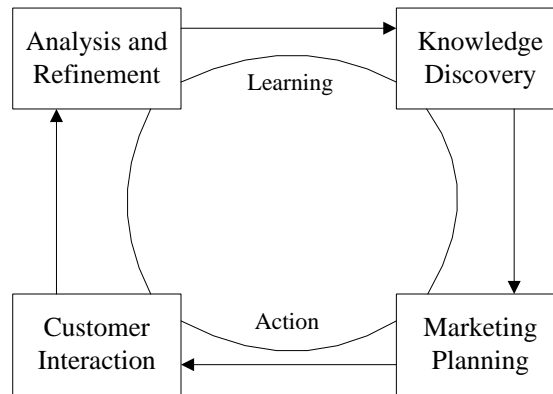 Analysis and
Refinement
Knowledge
Discovery
Learning
Action
Customer
Interaction
Marketing
Planning